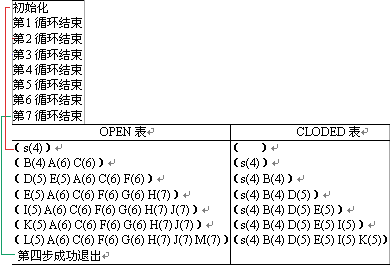 初始化
第1循环结束
第2循环结束
第3循环结束
第4循环结束
第5循环结束
第6循环结束
第7循环结束
OPEN 表↵ CLODED 表↵
(s(4)) ↵ ( ) ↵
(B(4) A(6) C(6)) ↵ (s(4)) ↵
(D(5) E(5) A(6) C(6) F(6)) ↵ (s(4) B(4)) ↵
(E(5) A(6) C(6) F(6) G(6) H(7)) ↵ (s(4) B(4) D(5)) ↵
(I(5) A(6) C(6) F(6) G(6) H(7) J(7)) ↵ (s(4) B(4) D(5) E(5)) ↵
(K(5) A(6) C(6) F(6) G(6) H(7) J(7)) ↵ (s(4) B(4) D(5) E(5) I(5)) ↵
(L(5) A(6) C(6) F(6) G(6) H(7) J(7) M(7)) ↵ (s(4) B(4) D(5) E(5) I(5) K(5)) ↵
第四步成功退出↵